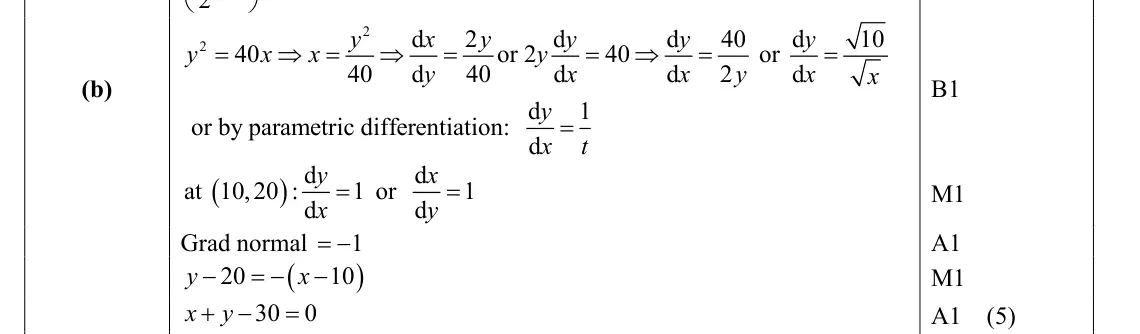 (b)
y² = 40x ⇒ x = y²/40 ⇒ dx/dy = 2y/40 or 2y dy/dx = 40 ⇒ dy/dx = 40/2y or dy/dx = √10/√x B1
or by parametric differentiation: dy/dx = 1/t
at (10,20): dy/dx = 1 or dx/dy = 1 M1
Grad normal = −1 A1
y − 20 = −(x − 10) M1
x + y − 30 = 0 A1 (5)